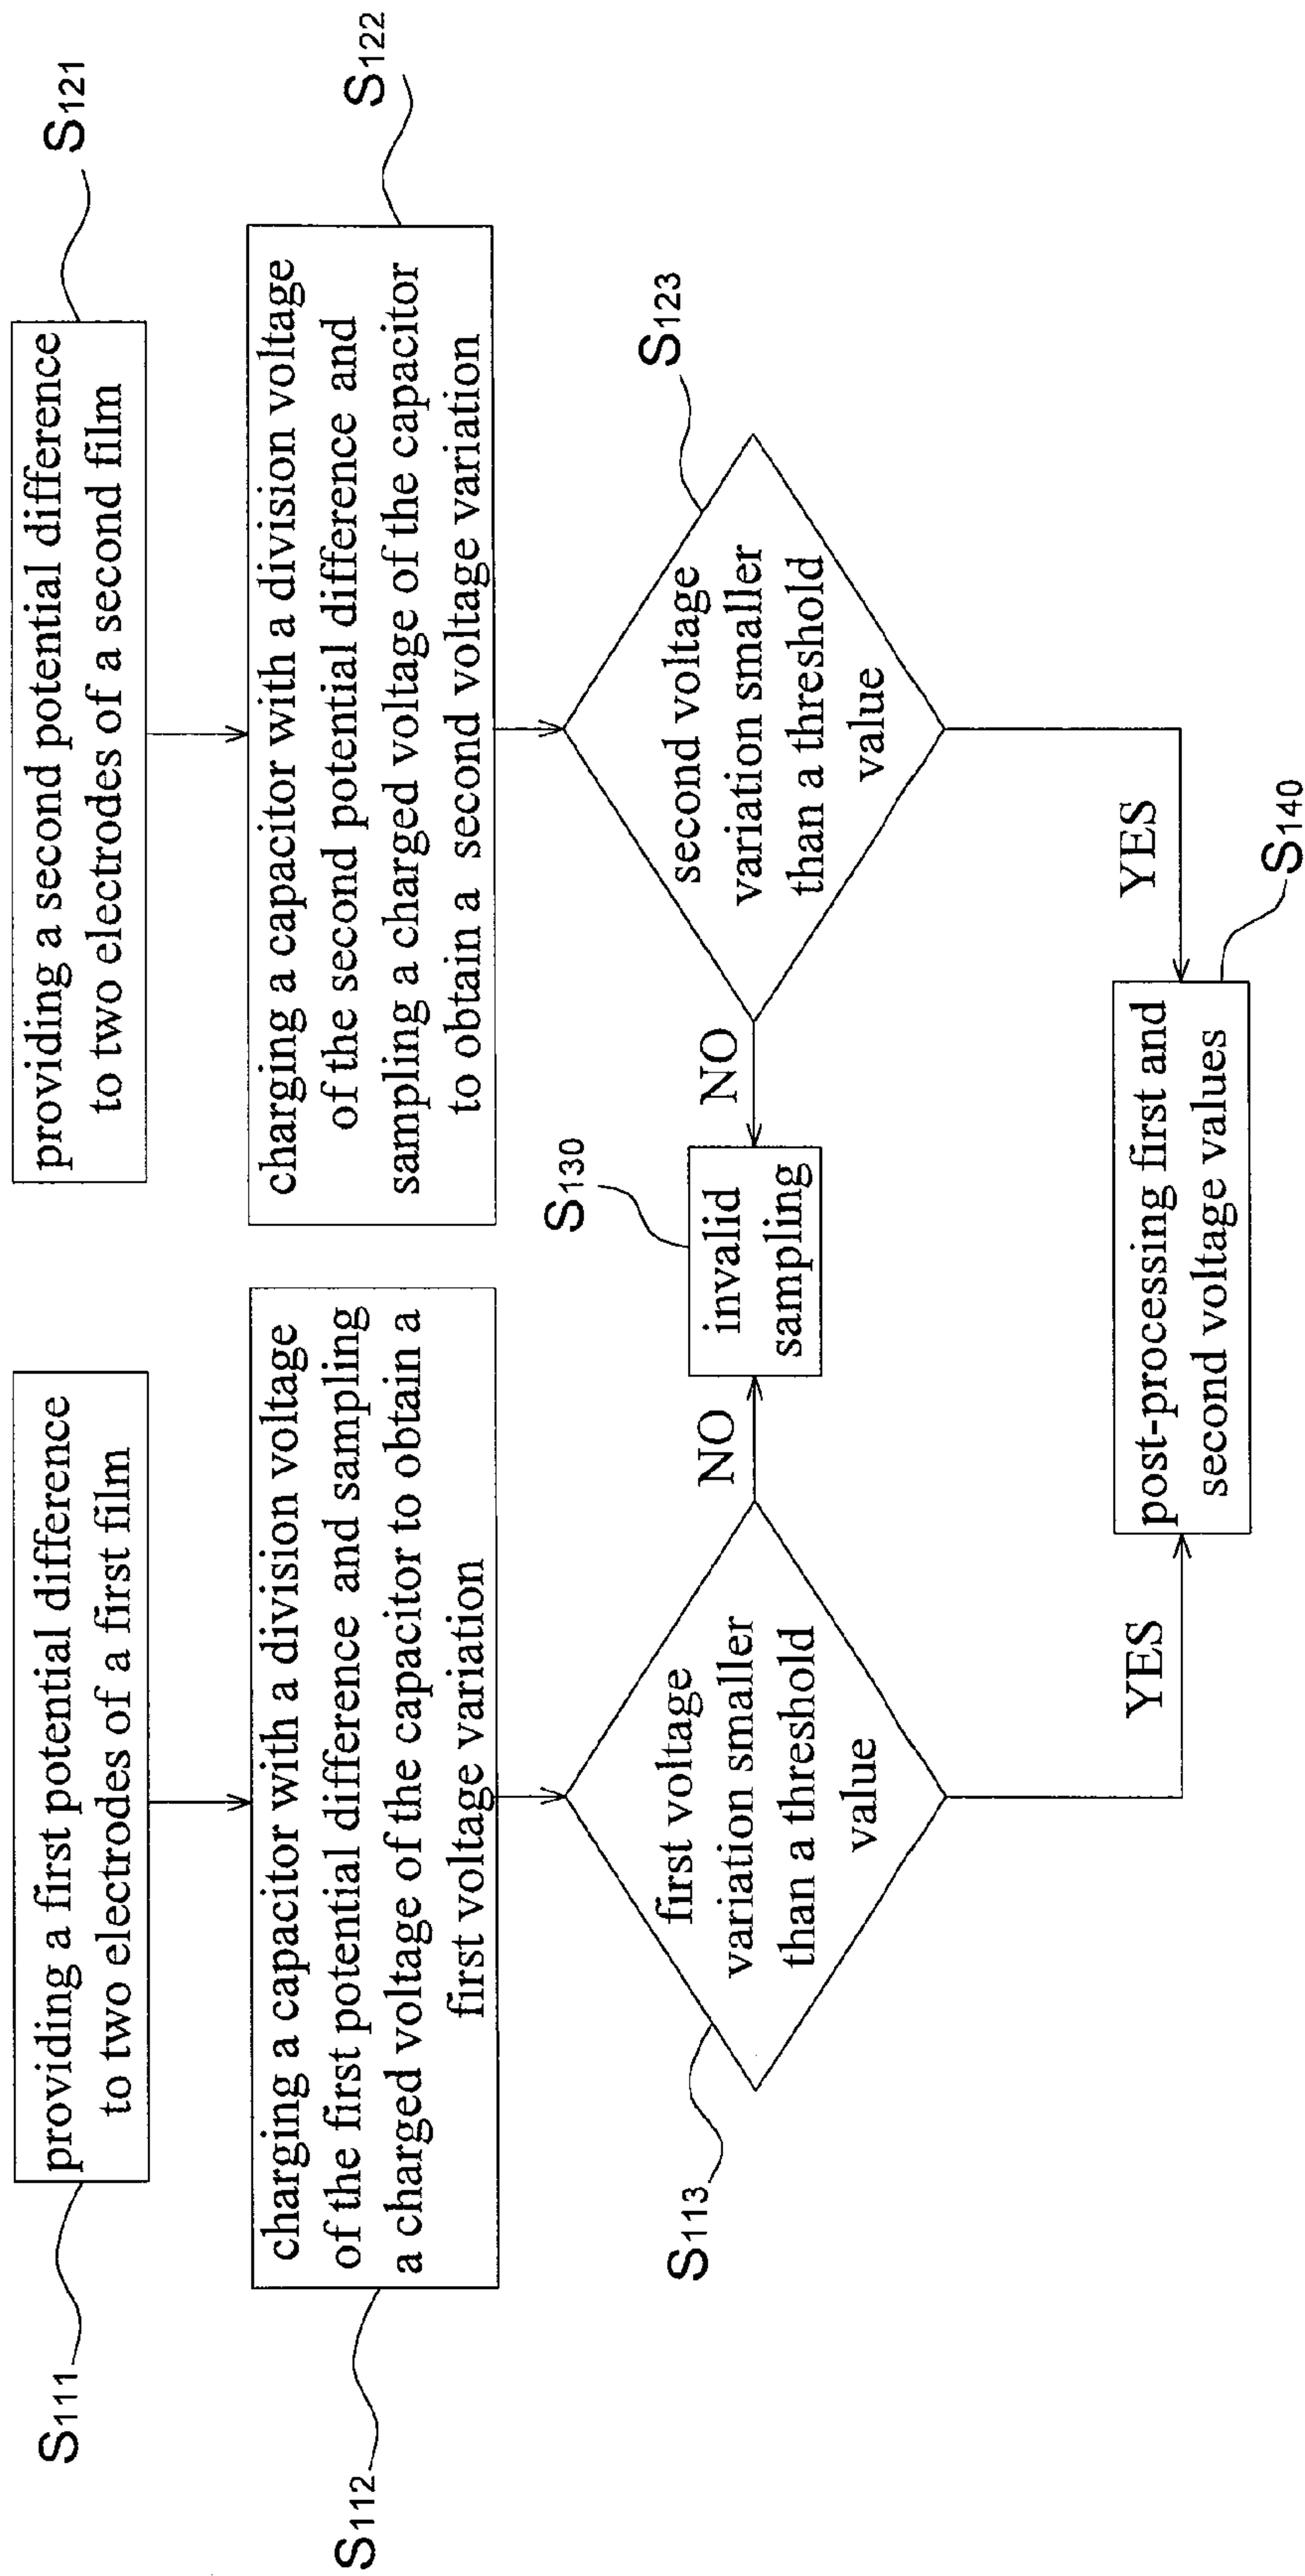 S111
providing a first potential difference
to two electrodes of a first film
S112
charging a capacitor with a division voltage
of the first potential difference and sampling
a charged voltage of the capacitor to obtain a
first voltage variation
S113
first voltage
variation smaller
than a threshold
value
NO
YES
providing a second potential difference
to two electrodes of a second film
S121
charging a capacitor with a division voltage
of the second potential difference and
sampling a charged voltage of the capacitor
to obtain a second voltage variation
S122
second voltage
variation smaller
than a threshold
value
S123
NO
YES
S130
invalid
sampling
post-processing first and
second voltage values
S140